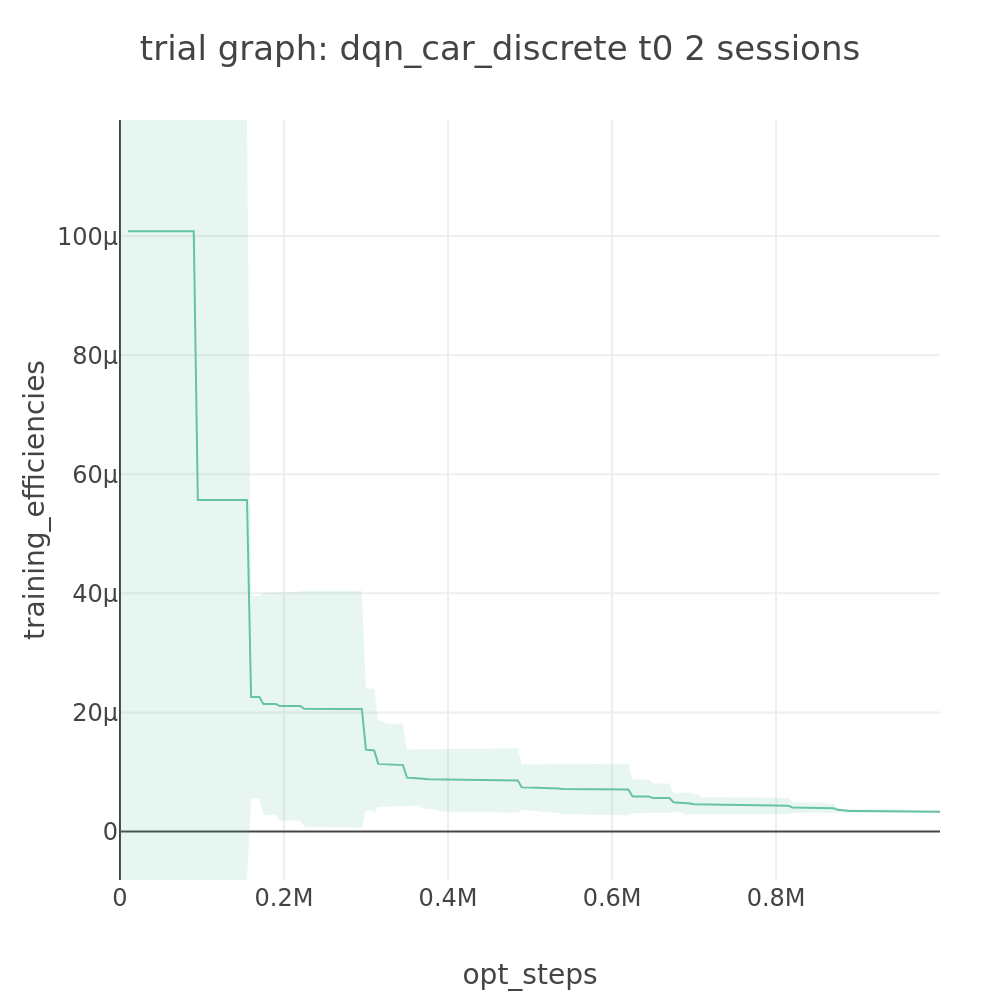 trial graph: dqn_car_discrete t0 2 sessions
training_efficiencies
100μ
80μ
60μ
40μ
20μ
0
0
0.2M
0.4M
0.6M
0.8M
opt_steps